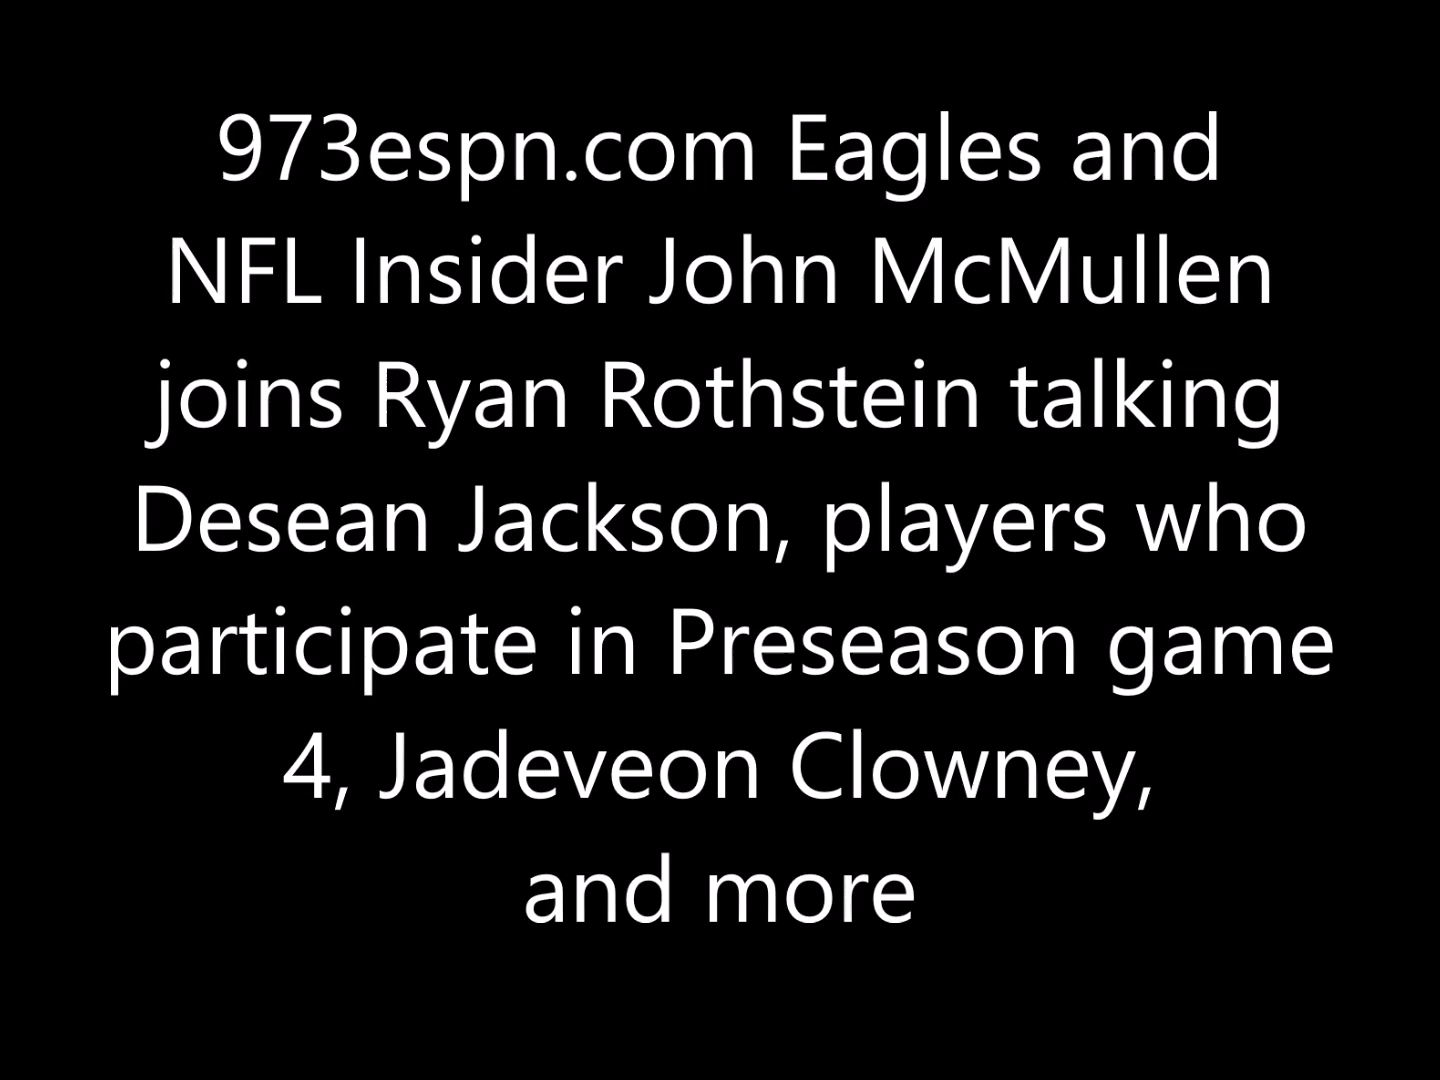 973espn.com Eagles and
NFL Insider John McMullen
joins Ryan Rothstein talking
Desean Jackson, players who
participate in Preseason game
4, Jadeveon Clowney,
and more